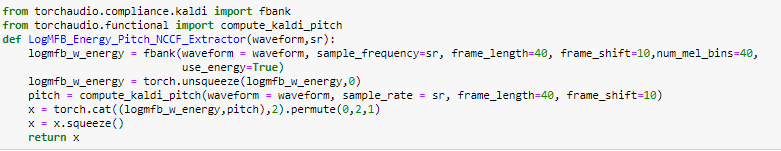 from torchaudio.compliance.kaldi import fbank
from torchaudio.functional import compute_kaldi_pitch
def LogMFB_Energy_Pitch_NCCF_Extractor(waveform,sr):
    logmfb_w_energy = fbank(waveform = waveform, sample_frequency=sr, frame_length=40, frame_shift=10,num_mel_bins=40,
                            use_energy=True)
    logmfb_w_energy = torch.unsqueeze(logmfb_w_energy,0)
    pitch = compute_kaldi_pitch(waveform = waveform, sample_rate = sr, frame_length=40, frame_shift=10)
    x = torch.cat((logmfb_w_energy,pitch),2).permute(0,2,1)
    x = x.squeeze()
    return x